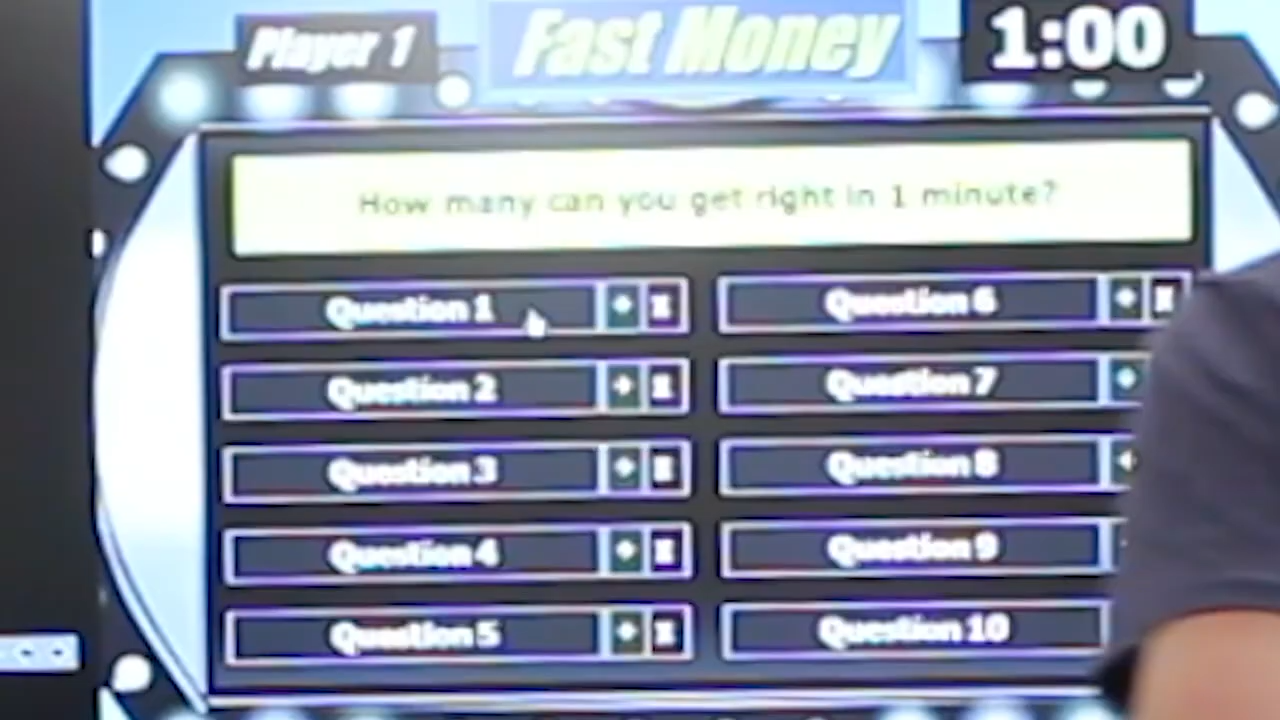 Player 1
Fast Money
1:00
How many can you get right in 1 minute?
Question 1
Question 2
Question 3
Question 4
Question 5
Question 6
Question 7
Question 8
Question 9
Question 10